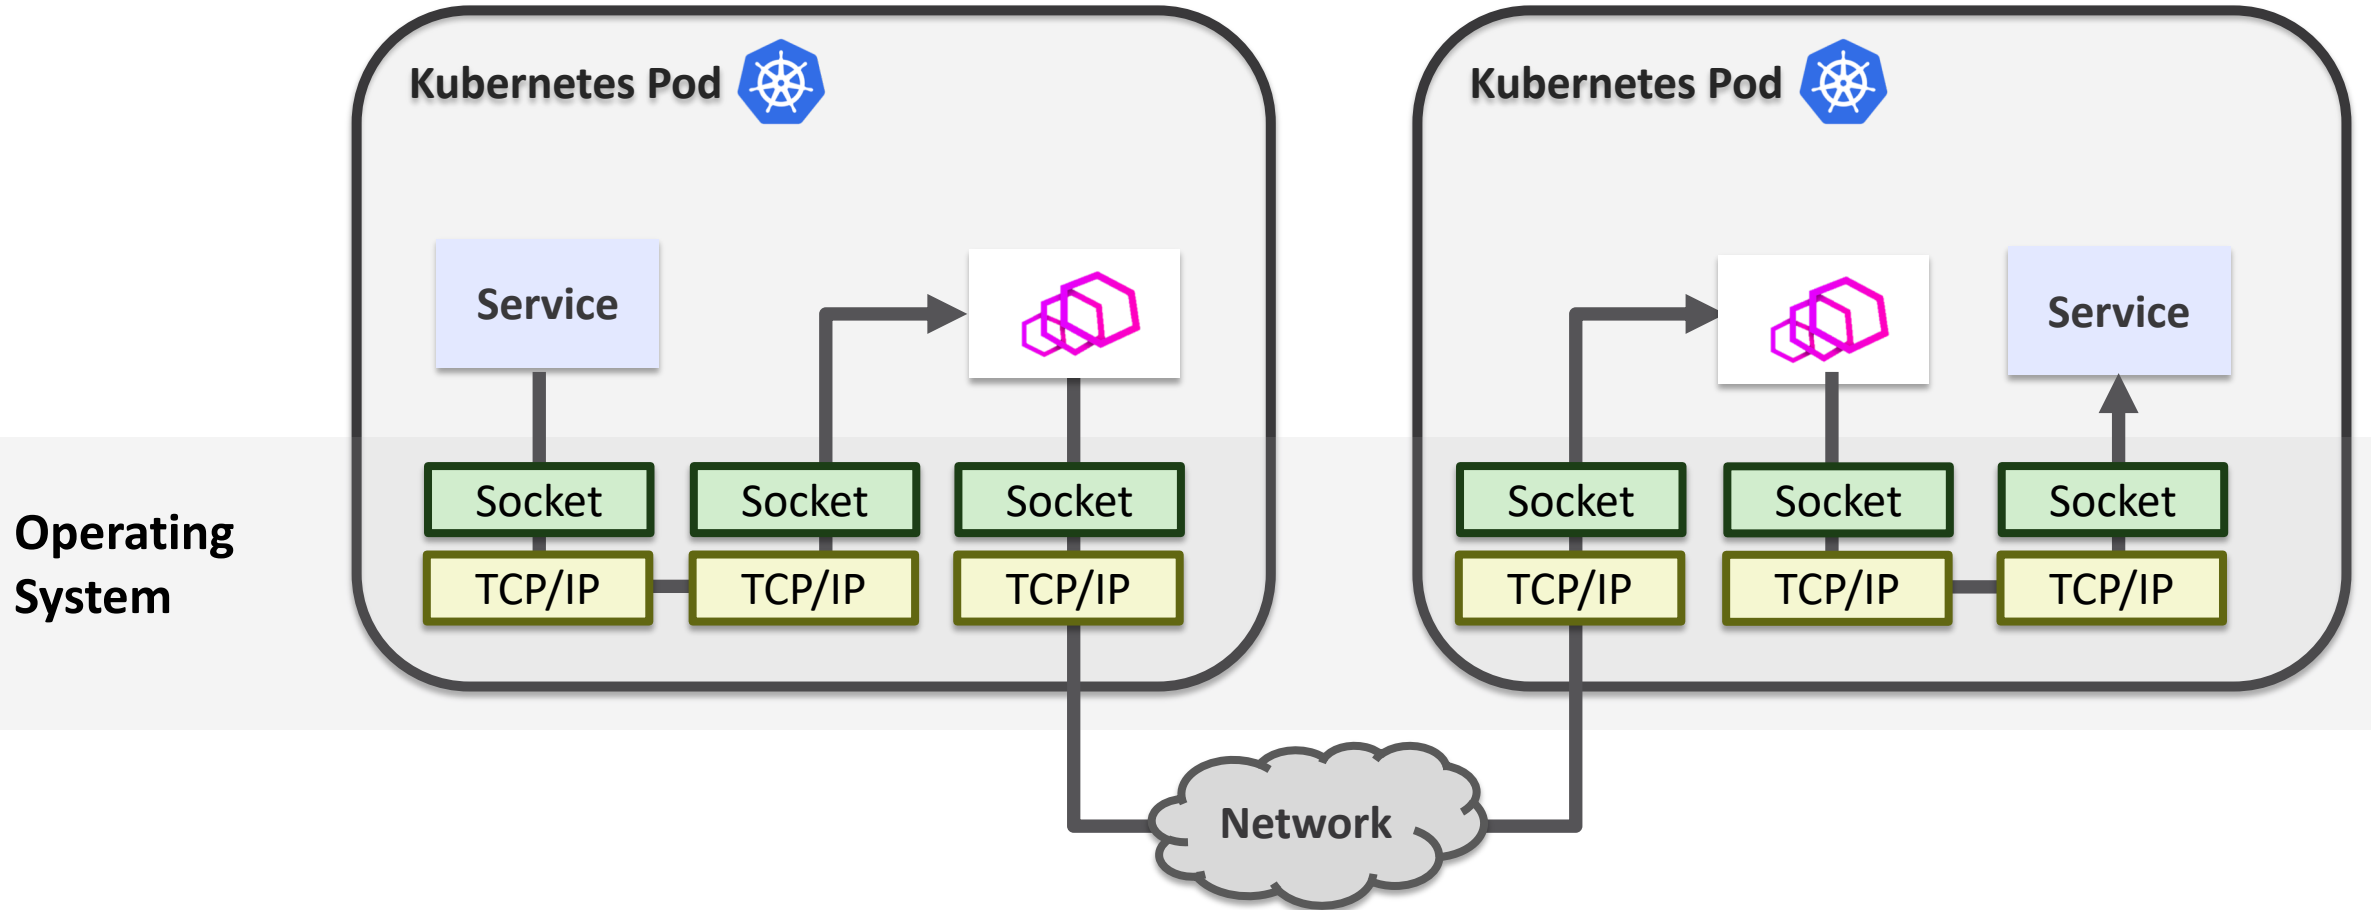 Kubernetes Pod
Kubernetes Pod
Service
Service
Operating
System
Socket
Socket
Socket
Socket
Socket
Socket
TCP/IP
TCP/IP
TCP/IP
TCP/IP
TCP/IP
TCP/IP
Network